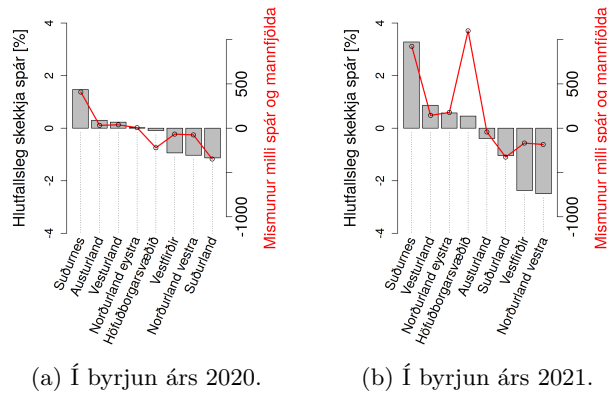 Hlutfallsleg skekkja spár [%]
4
2
0
-2
-4
500
0
-1000
Mismunur milli spár og mannfjölda
Suðurnes
Austurland
Vesturland
Norðurland eystra
Höfuðborgarsvæðið
Vestfirðir
Norðurland vestra
Suðurland
(a) Í byrjun árs 2020.
Hlutfallsleg skekkja spár [%]
4
2
0
-2
-4
500
0
-1000
Mismunur milli spár og mannfjölda
Suðurnes
Vesturland
Norðurland eystra
Höfuðborgarsvæðið
Austurland
Suðurland
Vestfirðir
Norðurland vestra
(b) Í byrjun árs 2021.